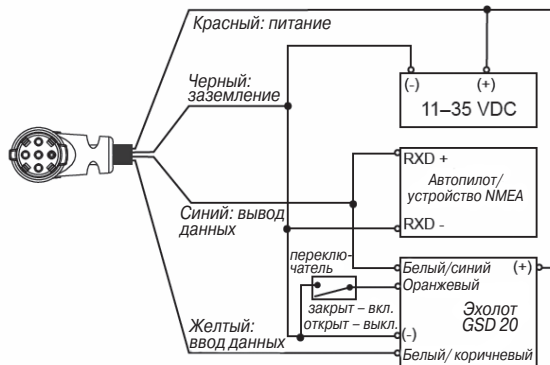 Красный: питание
Черный:
заземление
(-)
(+)
11–35 VDC
RXD +
Автопилот/
устройство NMEA
RXD -
Синий: вывод
данных
переклю-
чатель
закрыт – вкл.
открыт – выкл.
Белый/синий
(+)
Оранжевый
Эхолот
GSD 20
(-)
Белый/ коричневый
Желтый:
ввод данных